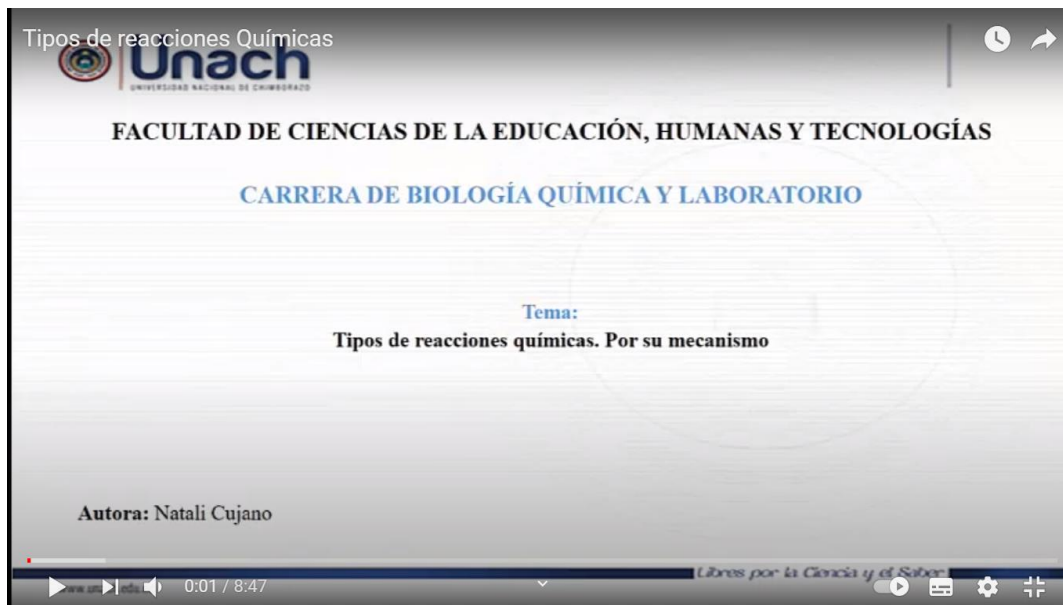 Tipos de reacciones Químicas
Unach
UNIVERSIDAD NACIONAL DE CHIMBORAZO
FACULTAD DE CIENCIAS DE LA EDUCACIÓN, HUMANAS Y TECNOLOGÍAS
CARRERA DE BIOLOGÍA QUÍMICA Y LABORATORIO
Tema:
Tipos de reacciones químicas. Por su mecanismo
Autora: Natali Cujano
Libres por la Ciencia y el Saber
0:01 / 8:47